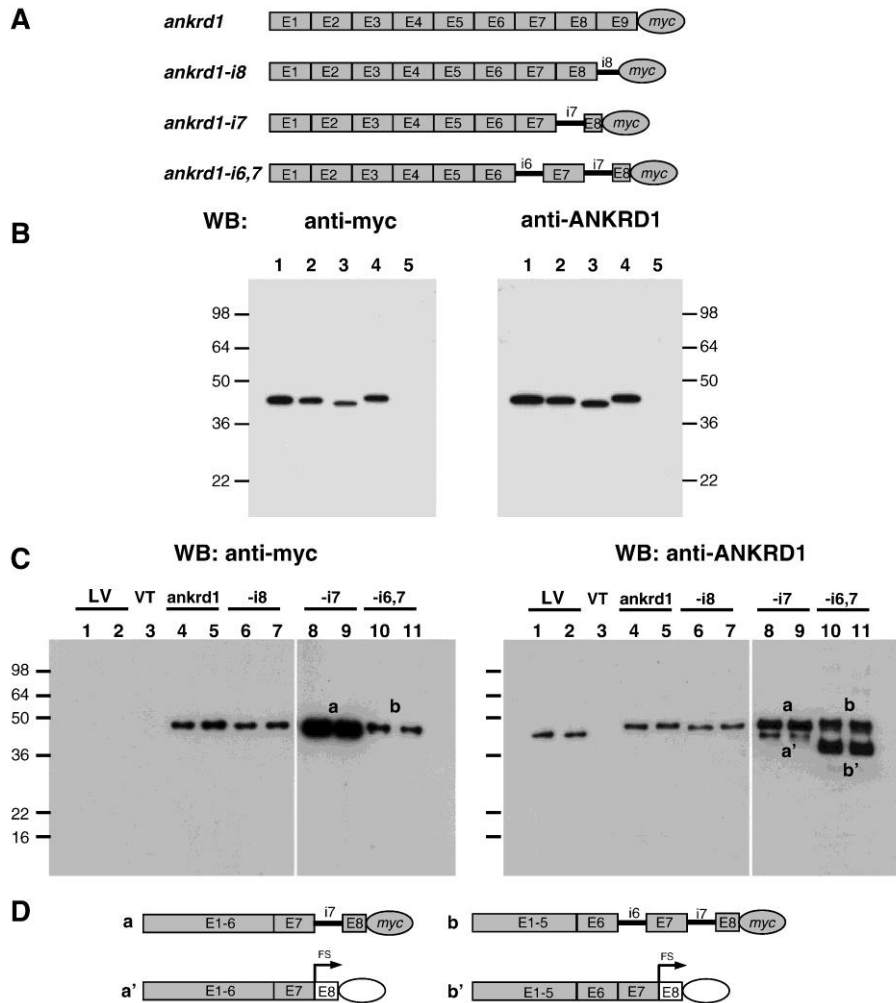 A
ankrd1 E1 E2 E3 E4 E5 E6 E7 E8 E9 myc
ankrd1-i8 E1 E2 E3 E4 E5 E6 E7 E8 i8 myc
ankrd1-i7 E1 E2 E3 E4 E5 E6 E7 i7 E8 myc
ankrd1-i6,7 E1 E2 E3 E4 E5 E6 i6 E7 i7 E8 myc
B
WB: anti-myc anti-ANKRD1
1 2 3 4 5 1 2 3 4 5
98 98
64 64
50 50
36 36
22 22
C
WB: anti-myc WB: anti-ANKRD1
LV VT ankrd1 -i8 -i7 -i6,7 LV VT ankrd1 -i8 -i7 -i6,7
1 2 3 4 5 6 7 8 9 10 11 1 2 3 4 5 6 7 8 9 10 11
98
64
50
36
22
16
a b a b
a' b'
D
a E1-6 E7 i7 E8 myc b E1-5 E6 i6 E7 i7 E8 myc
a' E1-6 E7 FS E8 b' E1-5 E6 E7 FS E8